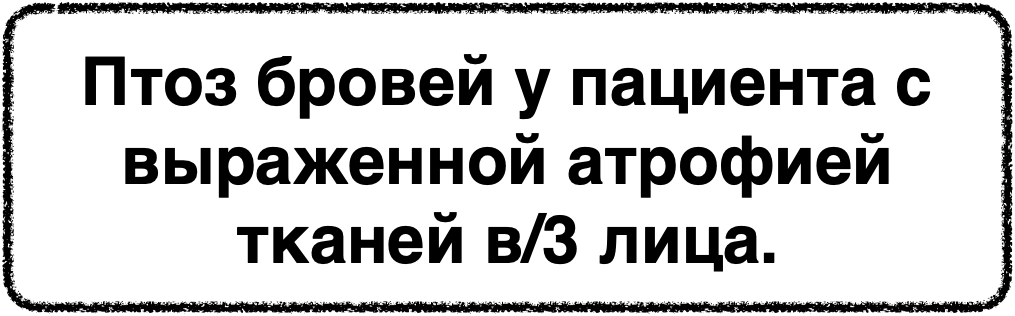 Птоз бровей у пациента с
выраженной атрофией
тканей в/3 лица.